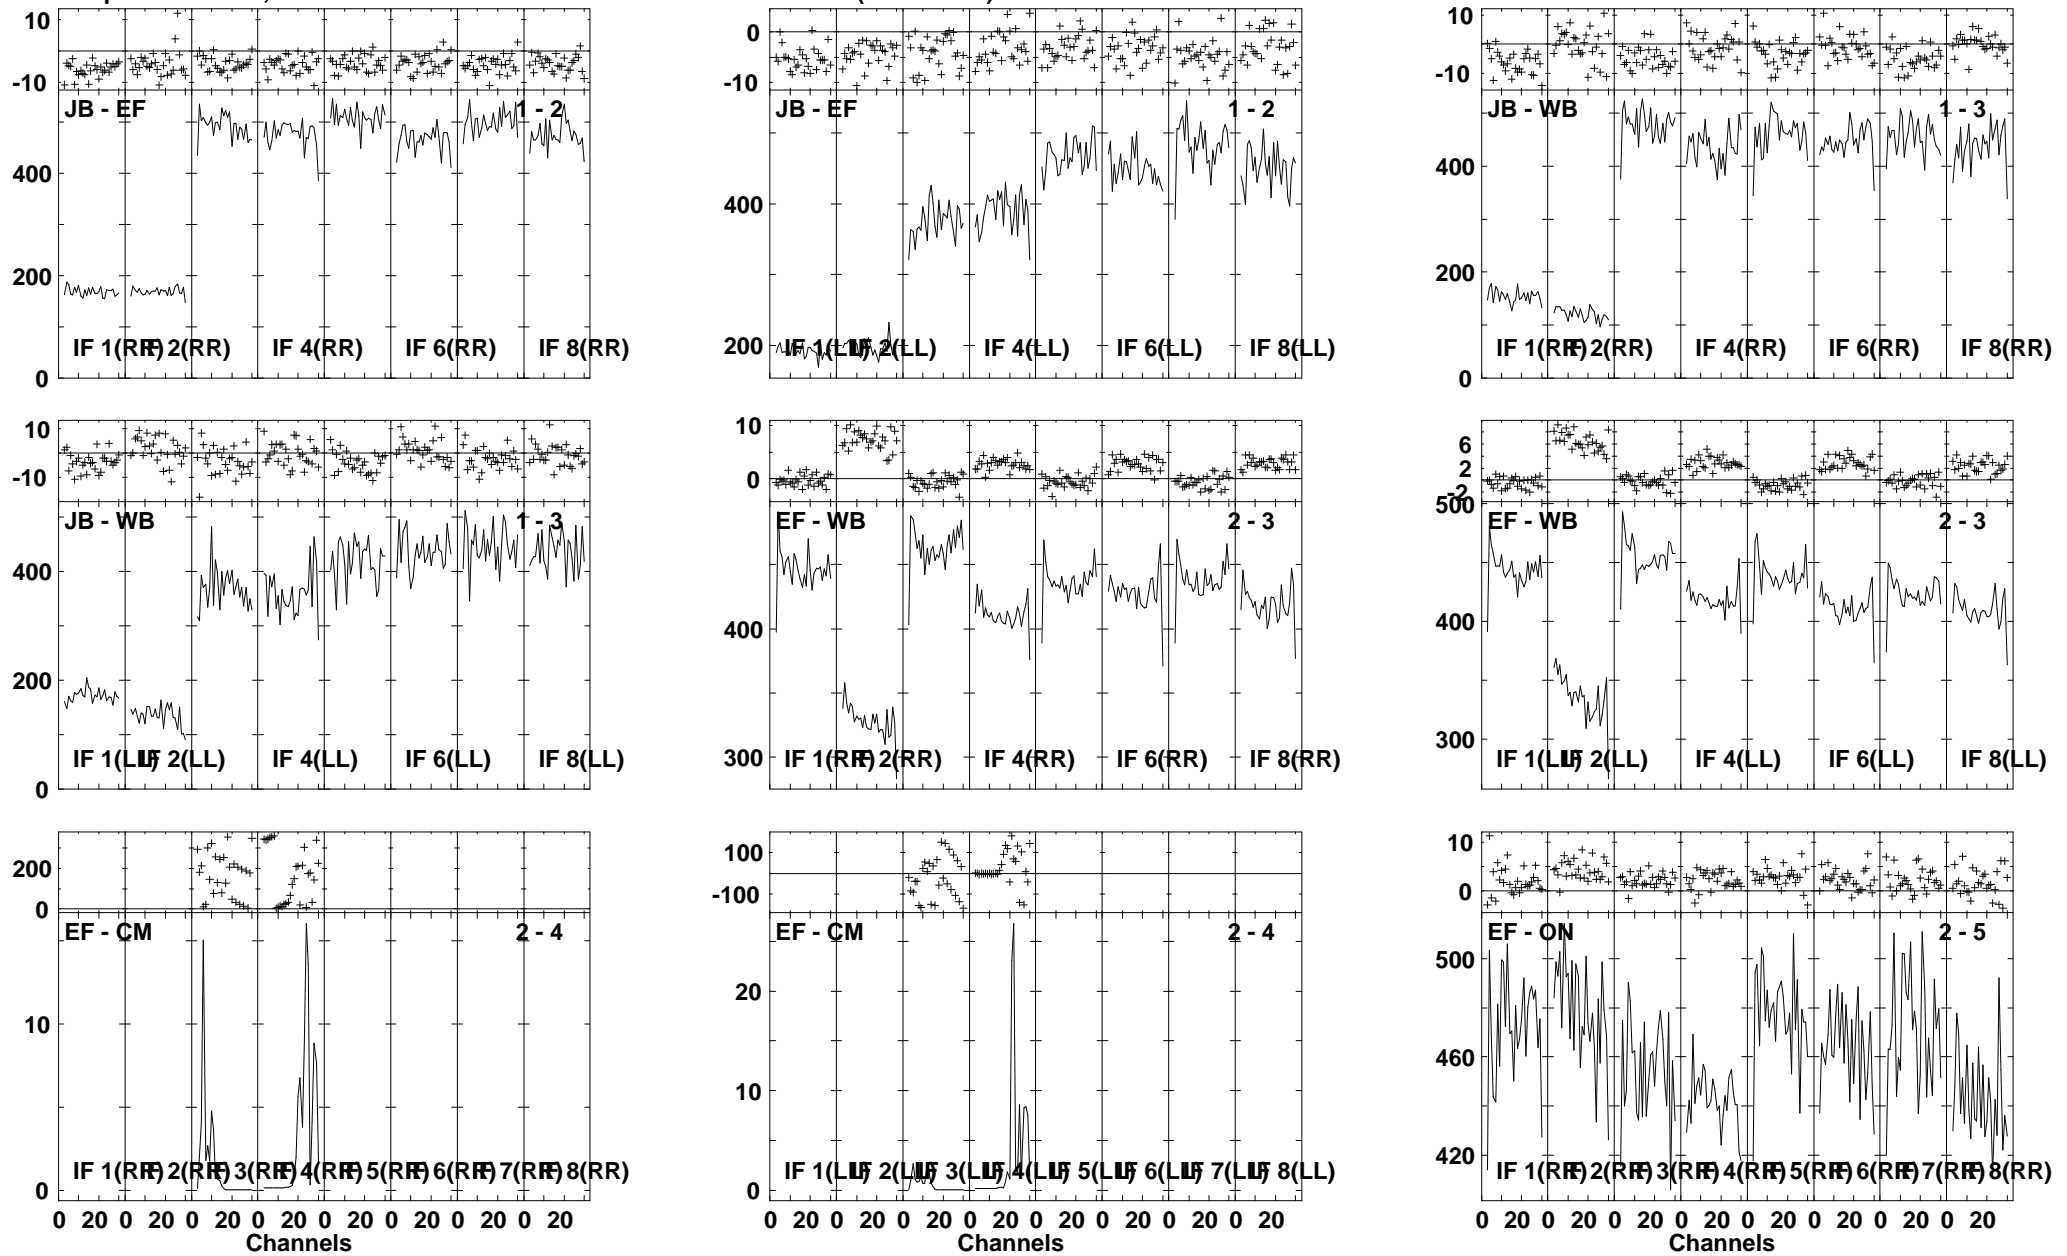 10
0
-10
JB - EF
1 - 2
400
200
0
IF 1(RR)
IF 2(RR)
IF 4(RR)
IF 6(RR)
IF 8(RR)
0
-10
JB - EF
1 - 2
400
200
IF 1(LL)
IF 2(LL)
IF 4(LL)
IF 6(LL)
IF 8(LL)
10
-10
JB - WB
1 - 3
400
200
0
IF 1(RR)
IF 2(RR)
IF 4(RR)
IF 6(RR)
IF 8(RR)
10
-10
JB - WB
1 - 3
400
200
0
IF 1(LL)
IF 2(LL)
IF 4(LL)
IF 6(LL)
IF 8(LL)
10
0
EF - WB
2 - 3
400
300
IF 1(RR)
IF 2(RR)
IF 4(RR)
IF 6(RR)
IF 8(RR)
6
2
-2
500
EF - WB
2 - 3
400
300
IF 1(LL)
IF 2(LL)
IF 4(LL)
IF 6(LL)
IF 8(LL)
200
0
EF - CM
2 - 4
10
0
IF 1(RR)
IF 2(RR)
IF 3(RR)
IF 4(RR)
IF 5(RR)
IF 6(RR)
IF 7(RR)
IF 8(RR)
0 20 0 20 0 20 0 20 0 20 0 20 0 20 0 20
Channels
100
-100
EF - CM
2 - 4
20
10
0
IF 1(LL)
IF 2(LL)
IF 3(LL)
IF 4(LL)
IF 5(LL)
IF 6(LL)
IF 7(LL)
IF 8(LL)
0 20 0 20 0 20 0 20 0 20 0 20 0 20 0 20
Channels
10
0
EF - ON
2 - 5
500
460
420
IF 1(RR)
IF 2(RR)
IF 3(RR)
IF 4(RR)
IF 5(RR)
IF 6(RR)
IF 7(RR)
IF 8(RR)
0 20 0 20 0 20 0 20 0 20 0 20 0 20 0 20
Channels